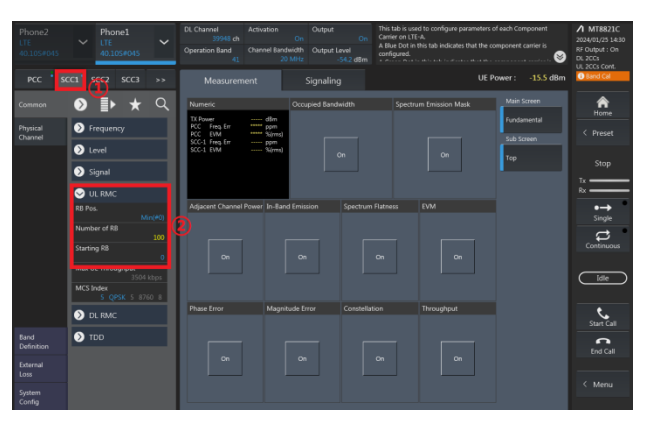 Phone2
LTE
40.105#045
Phone1
LTE
40.105#045
DL Channel
39948 ch
Activation
On
Output
On
Operation Band
41
Channel Bandwidth
20 MHz
Output Level
-54.2 dBm
This tab is used to configure parameters of each Component
Carrier on LTE-A.
A Blue Dot in this tab indicates that the component carrier is
configured.
MT8821C
2024/01/25 14:30
RF Output : On
DL 2CCs
UL 2CCs Cont.
Band Cal
PCC
SCC1
SCC2
SCC3
>>
①
Measurement
Signaling
UE Power : -15.5 dBm
Common
Physical
Channel
Frequency
Level
Signal
UL RMC
RB Pos.
Min(#0)
Number of RB
100
Starting RB
0
②
Max UL Throughput
3504 kbps
MCS Index
5 QPSK 5 8760 8
DL RMC
TDD
Band
Definition
External
Loss
System
Config
Numeric
TX Power ----- dBm
PCC Freq. Err ***** ppm
PCC EVM ***** %(rms)
SCC-1 Freq. Err ----- ppm
SCC-1 EVM ----- %(rms)
Occupied Bandwidth
On
Spectrum Emission Mask
On
Main Screen
Fundamental
Sub Screen
Top
Adjacent Channel Power
On
In-Band Emission
On
Spectrum Flatness
On
EVM
On
Phase Error
On
Magnitude Error
On
Constellation
On
Throughput
On
Home
< Preset
Stop
Tx
Rx
Single
Continuous
Idle
Start Call
End Call
< Menu